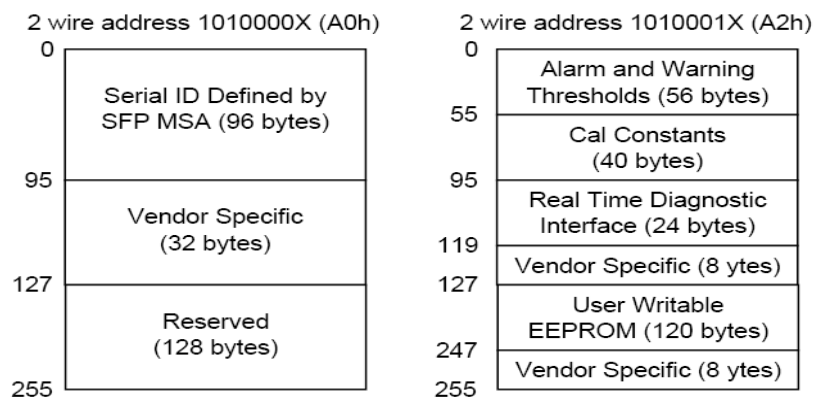 2 wire address 1010000X (A0h)
0
Serial ID Defined by
SFP MSA (96 bytes)
95
Vendor Specific
(32 bytes)
127
Reserved
(128 bytes)
255
2 wire address 1010001X (A2h)
0
Alarm and Warning
Thresholds (56 bytes)
55
Cal Constants
(40 bytes)
95
Real Time Diagnostic
Interface (24 bytes)
119
Vendor Specific (8 ytes)
127
User Writable
EEPROM (120 bytes)
247
Vendor Specific (8 ytes)
255